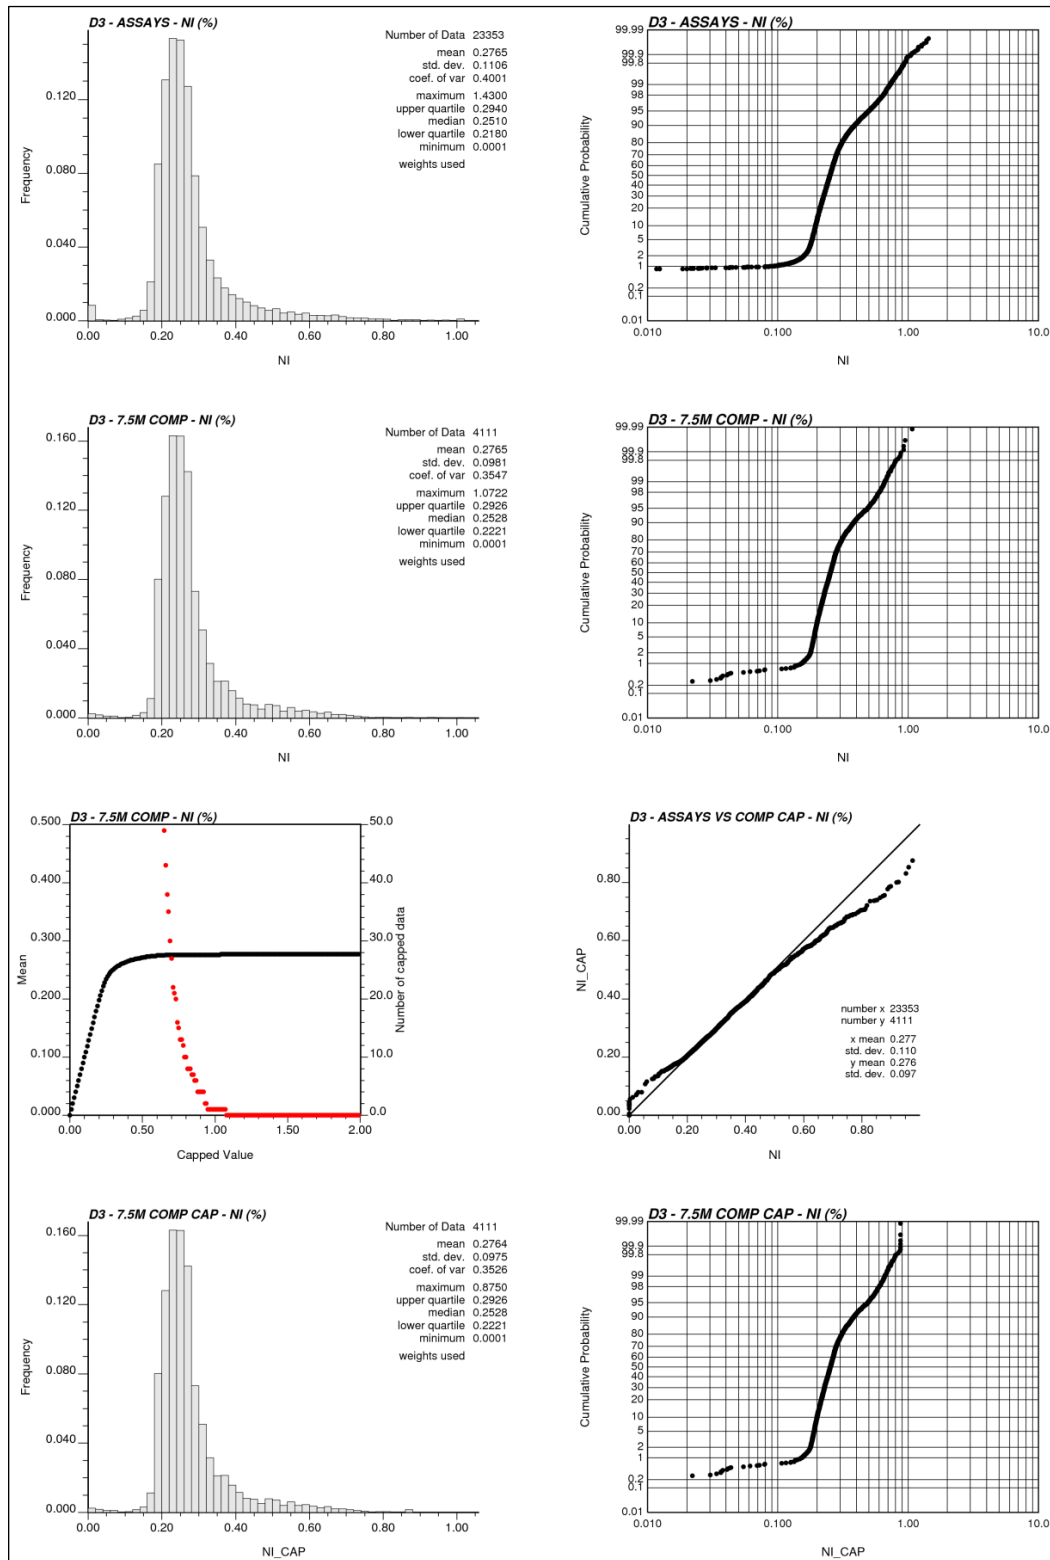 D3 - ASSAYS - NI (%)
Number of Data 23353
mean 0.2765
std. dev. 0.1106
coef. of var 0.4001
maximum 1.4300
upper quartile 0.2940
median 0.2510
lower quartile 0.2180
minimum 0.0001
weights used
Frequency
0.120
0.080
0.040
0.000
0.00 0.20 0.40 0.60 0.80 1.00
NI
D3 - ASSAYS - NI (%)
Cumulative Probability
99.99
99.9
99.8
99
98
95
90
80
70
60
50
40
30
20
10
5
2
1
0.2
0.1
0.01
0.010 0.100 1.00 10.0
NI
D3 - 7.5M COMP - NI (%)
Number of Data 4111
mean 0.2765
std. dev. 0.0981
coef. of var 0.3547
maximum 1.0722
upper quartile 0.2926
median 0.2528
lower quartile 0.2221
minimum 0.0001
weights used
Frequency
0.160
0.120
0.080
0.040
0.000
0.00 0.20 0.40 0.60 0.80 1.00
NI
D3 - 7.5M COMP - NI (%)
Cumulative Probability
99.99
99.9
99.8
99
98
95
90
80
70
60
50
40
30
20
10
5
2
1
0.2
0.1
0.01
0.010 0.100 1.00 10.0
NI
D3 - 7.5M COMP - NI (%)
Mean
0.500
0.400
0.300
0.200
0.100
0.000
Number of capped data
50.0
40.0
30.0
20.0
10.0
0.0
0.00 0.50 1.00 1.50 2.00
Capped Value
D3 - ASSAYS VS COMP CAP - NI (%)
NI_CAP
0.80
0.60
0.40
0.20
0.00
number x 23353
number y 4111
x mean 0.277
std. dev. 0.110
y mean 0.276
std. dev. 0.097
0.00 0.20 0.40 0.60 0.80
NI
D3 - 7.5M COMP CAP - NI (%)
Number of Data 4111
mean 0.2764
std. dev. 0.0975
coef. of var 0.3526
maximum 0.8750
upper quartile 0.2926
median 0.2528
lower quartile 0.2221
minimum 0.0001
weights used
Frequency
0.160
0.120
0.080
0.040
0.000
0.00 0.20 0.40 0.60 0.80 1.00
NI_CAP
D3 - 7.5M COMP CAP - NI (%)
Cumulative Probability
99.99
99.9
99.8
99
98
95
90
80
70
60
50
40
30
20
10
5
2
1
0.2
0.1
0.01
0.010 0.100 1.00 10.0
NI_CAP